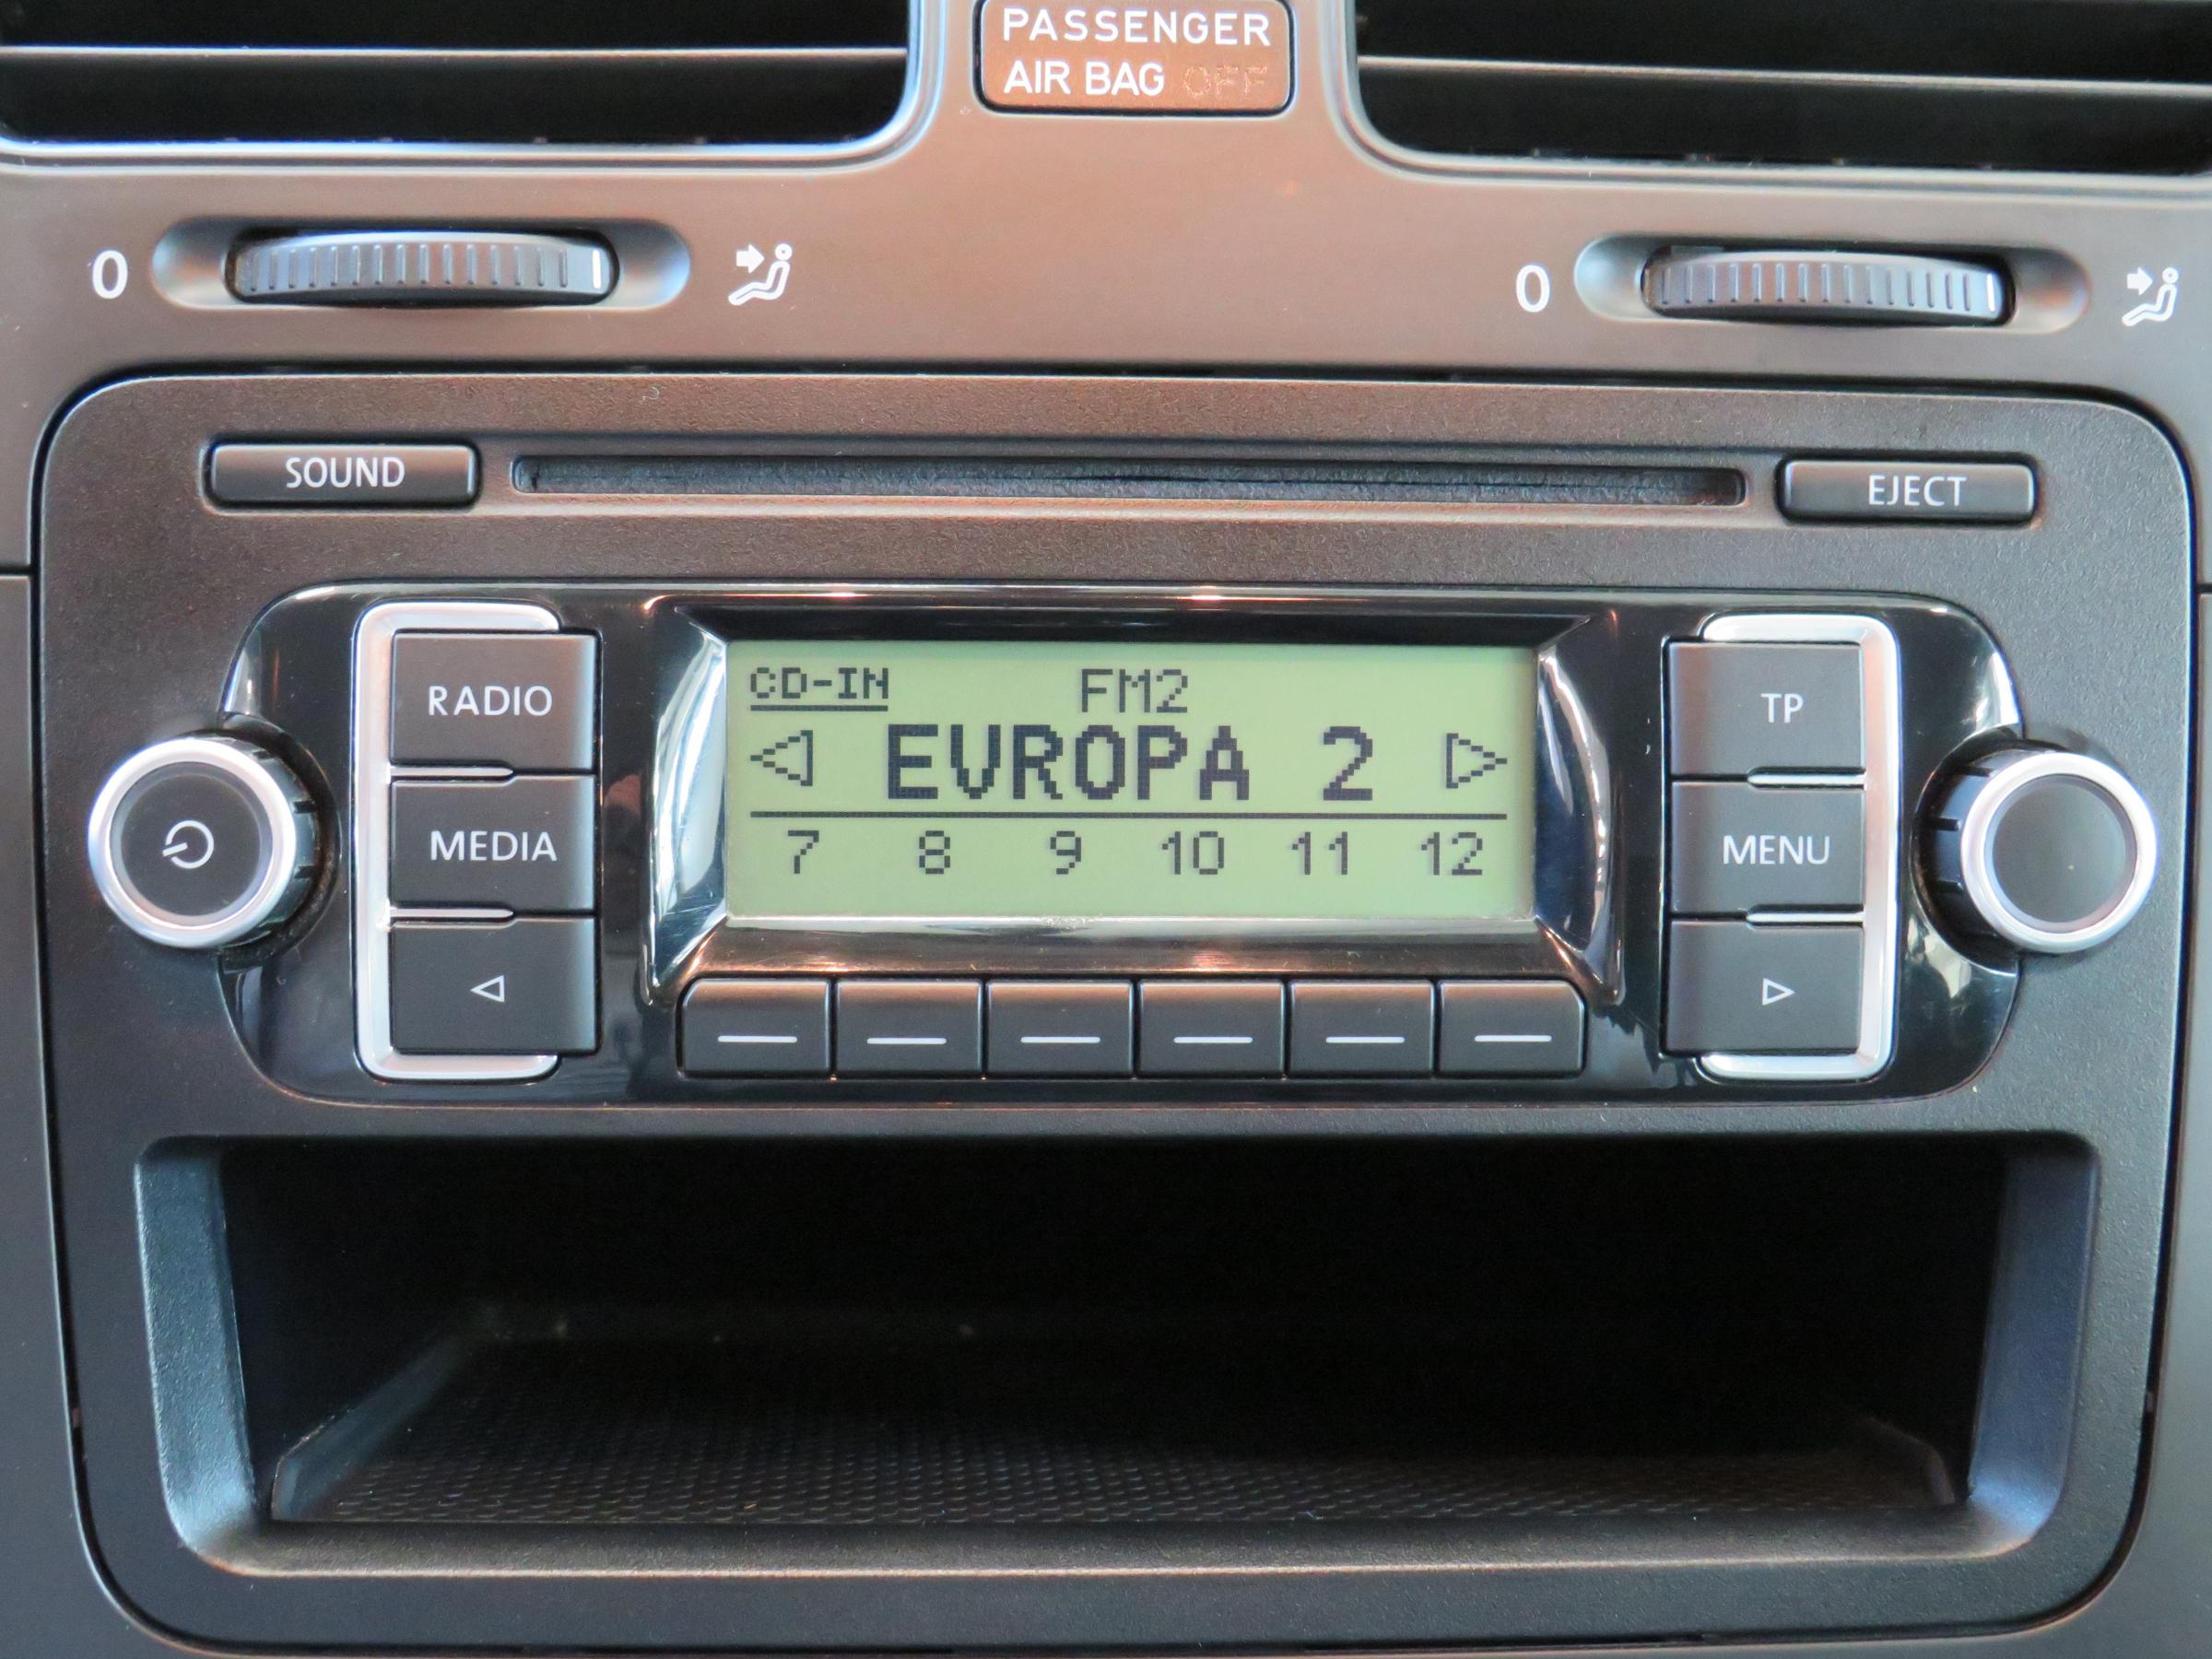 PASSENGER
AIR BAG OFF
0
0
SOUND
EJECT
RADIO
MEDIA
CD-IN
FM2
EVROPA 2
7 8 9 10 11 12
TP
MENU